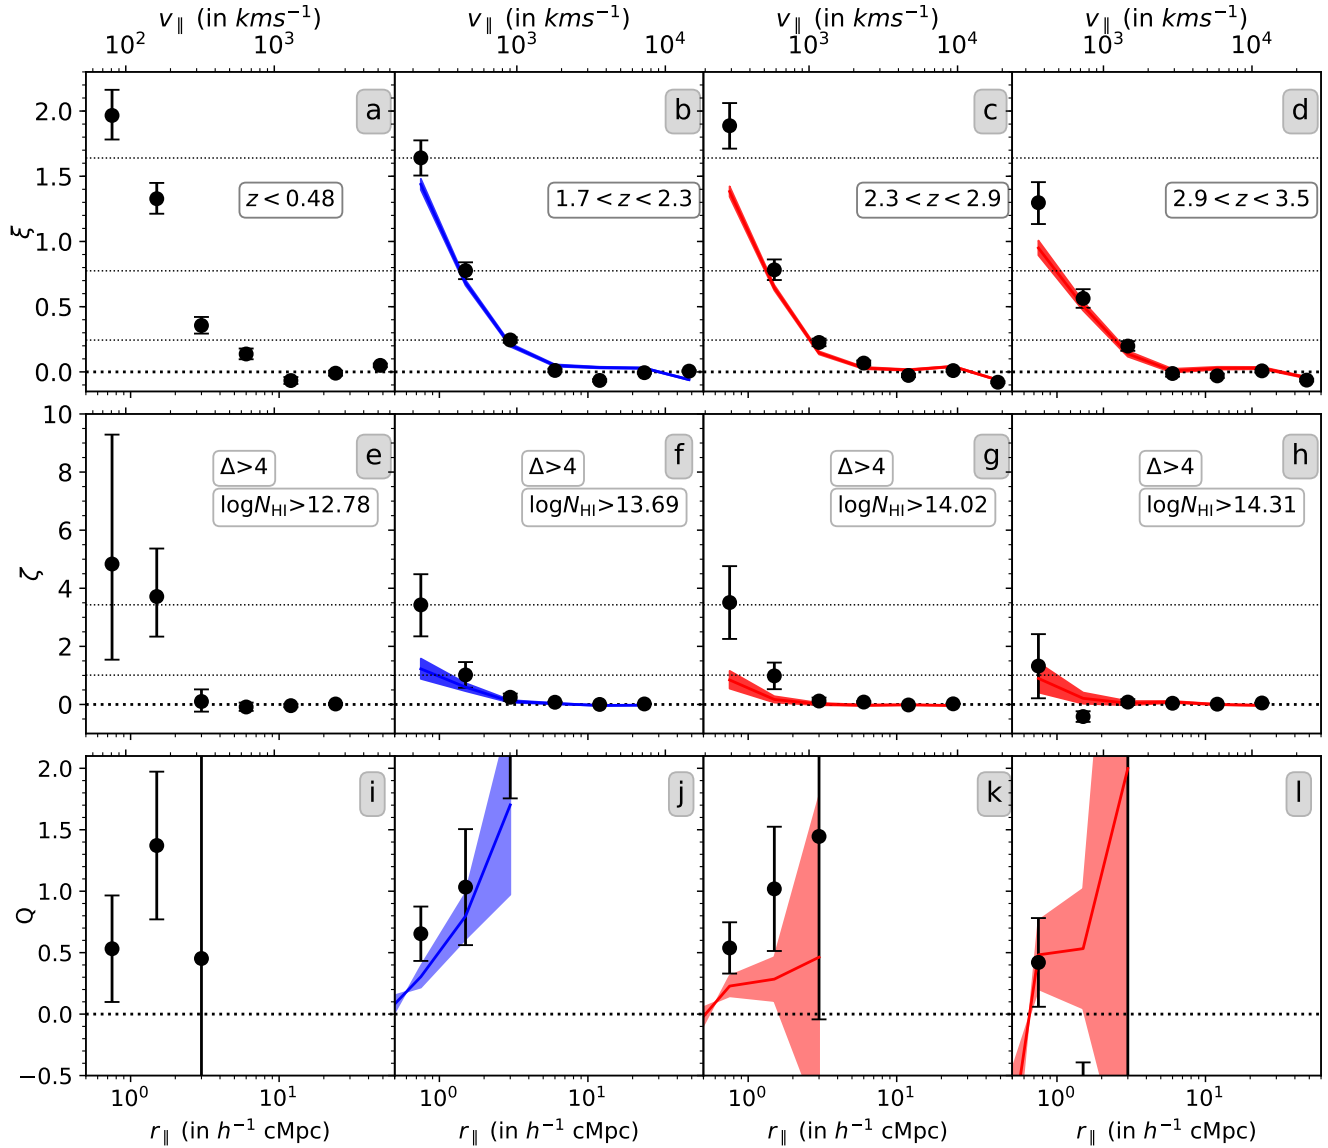 v∥ (in kms⁻¹) v∥ (in kms⁻¹) v∥ (in kms⁻¹) v∥ (in kms⁻¹)
10² 10³ 10³ 10⁴ 10³ 10⁴ 10³ 10⁴
a b c d
2.0
1.5
1.0
0.5
0.0
ξ
z < 0.48 1.7 < z < 2.3 2.3 < z < 2.9 2.9 < z < 3.5
e f g h
10
8
6
4
2
0
ζ
Δ>4 Δ>4 Δ>4 Δ>4
logN_HI>12.78 logN_HI>13.69 logN_HI>14.02 logN_HI>14.31
i j k l
2.0
1.5
1.0
0.5
0.0
−0.5
Q
10⁰ 10¹ 10⁰ 10¹ 10⁰ 10¹ 10⁰ 10¹
r∥ (in h⁻¹ cMpc) r∥ (in h⁻¹ cMpc) r∥ (in h⁻¹ cMpc) r∥ (in h⁻¹ cMpc)